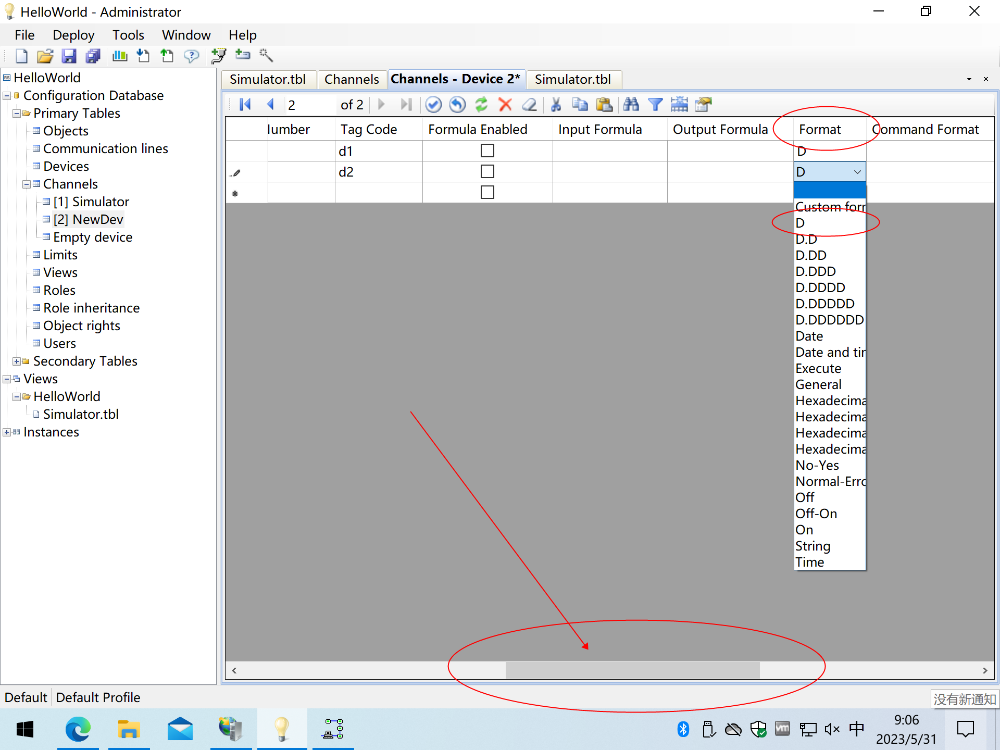 HelloWorld - Administrator
File Deploy Tools Window Help
HelloWorld
Configuration Database
Primary Tables
Objects
Communication lines
Devices
Channels
[1] Simulator
[2] NewDev
Empty device
Limits
Views
Roles
Role inheritance
Object rights
Users
Secondary Tables
Views
HelloWorld
Simulator.tbl
Instances
Simulator.tbl Channels Channels - Device 2* Simulator.tbl
2 of 2
lumber Tag Code Formula Enabled Input Formula Output Formula Format Command Format
d1 D
d2 D
Custom forr
D
D.D
D.DD
D.DDD
D.DDDD
D.DDDDD
D.DDDDDD
Date
Date and tir
Execute
General
Hexadecima
Hexadecima
Hexadecima
Hexadecima
No-Yes
Normal-Erro
Off
Off-On
On
String
Time
Default Default Profile
没有新通知
中
9:06
2023/5/31